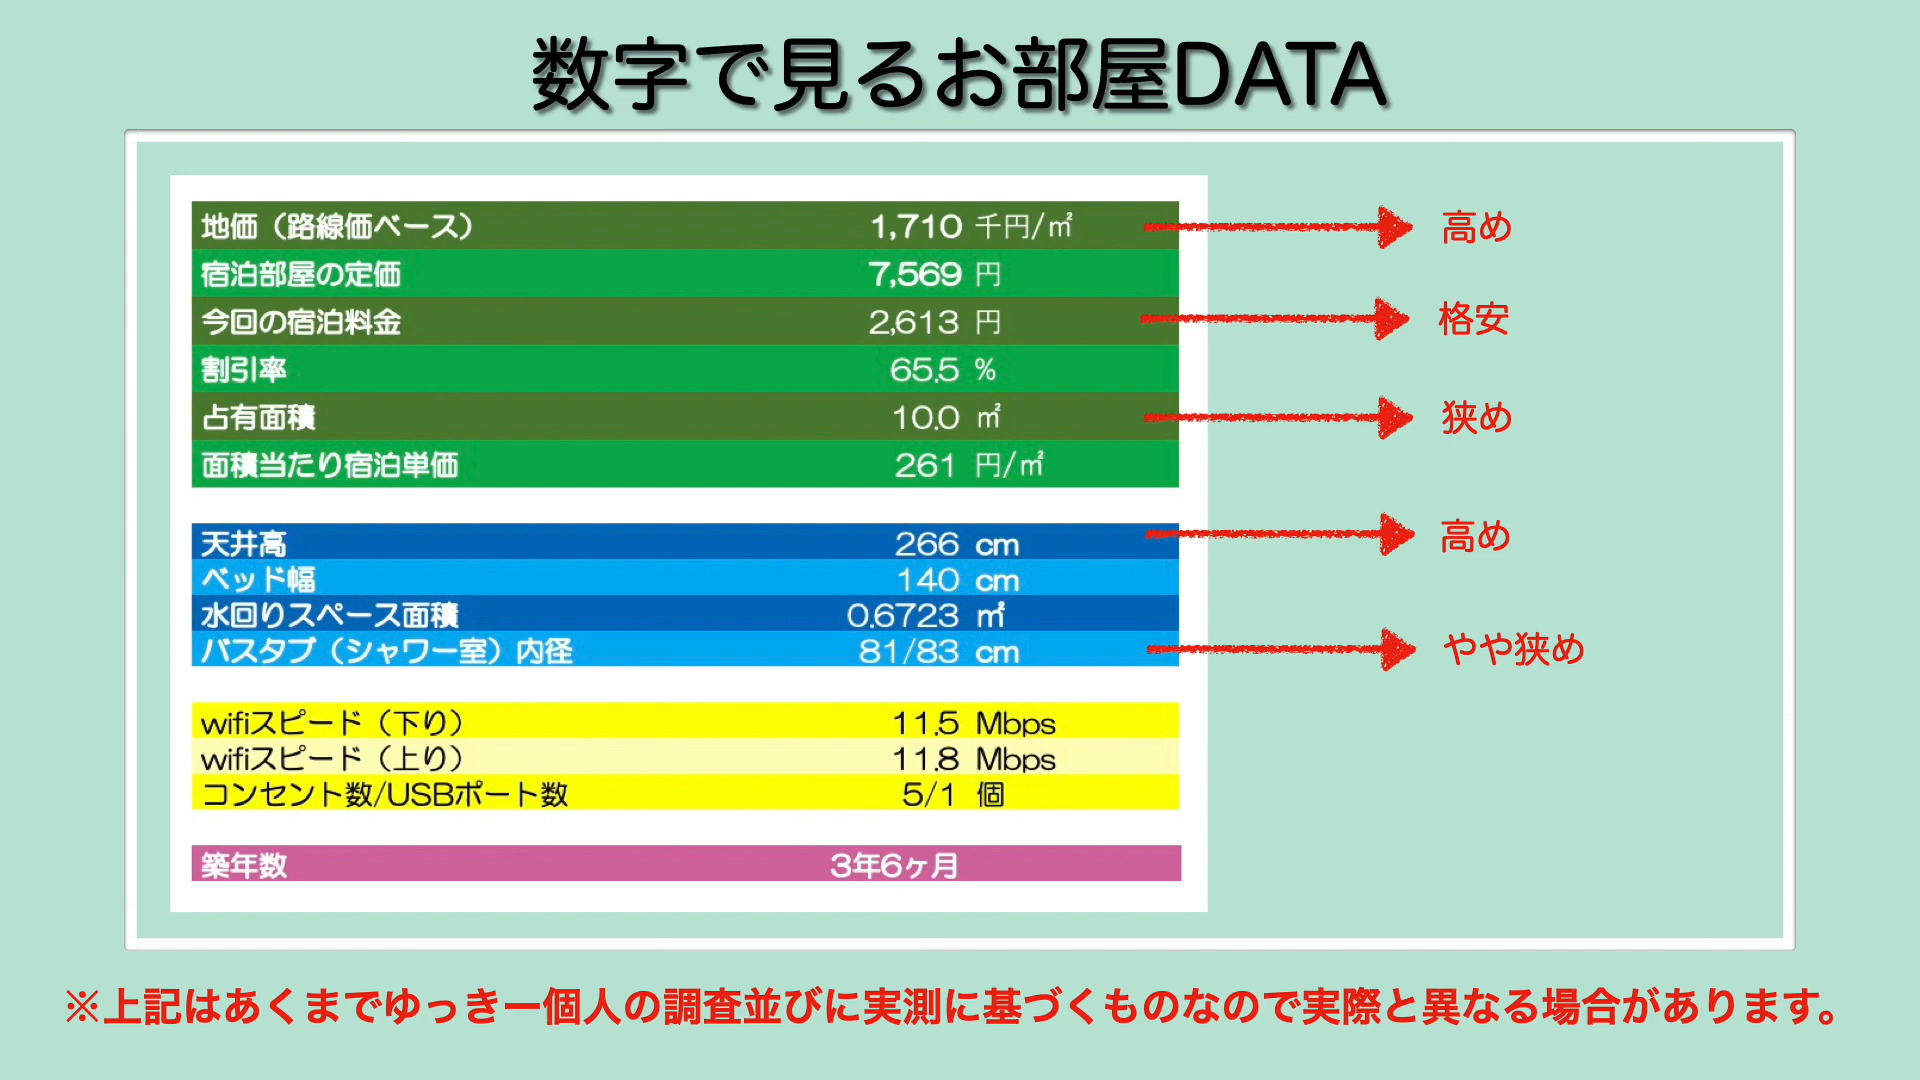 数字で見るお部屋DATA
地価（路線価ベース） 1,710 千円/㎡ 高め
宿泊部屋の定価 7,569 円
今回の宿泊料金 2,613 円 格安
割引率 65.5 %
占有面積 10.0 ㎡ 狭め
面積当たり宿泊単価 261 円/㎡
天井高 266 cm 高め
ベッド幅 140 cm
水回りスペース面積 0.6723 ㎡
バスタブ（シャワー室）内径 81/83 cm やや狭め
wifiスピード（下り） 11.5 Mbps
wifiスピード（上り） 11.8 Mbps
コンセント数/USBポート数 5/1 個
築年数 3年6ヶ月
※上記はあくまでゆっきー個人の調査並びに実測に基づくものなので実際と異なる場合があります。